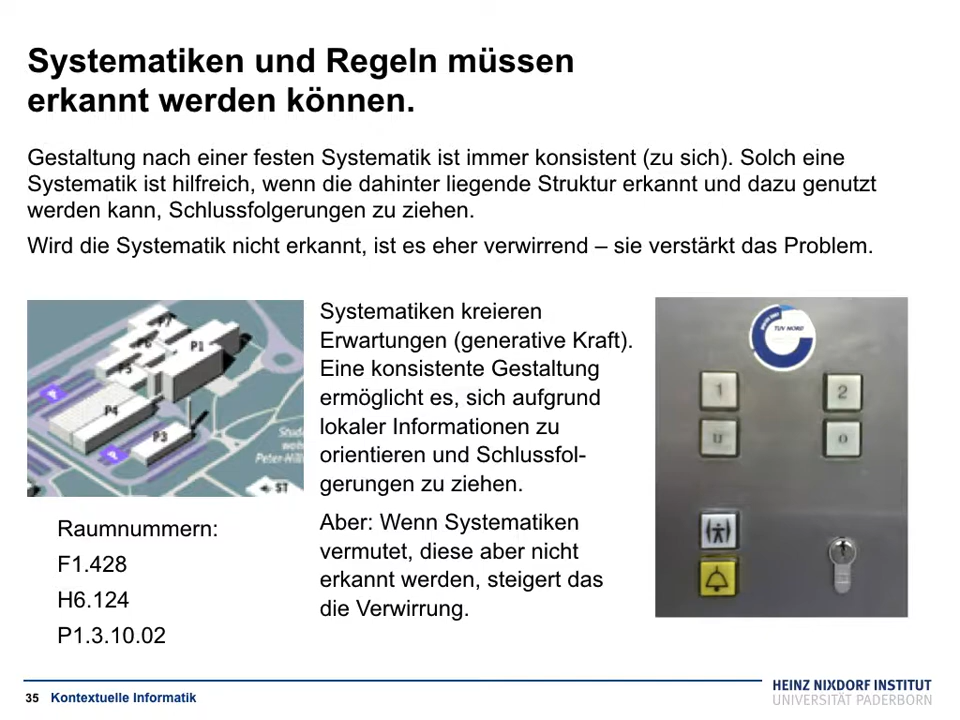 Systematiken und Regeln müssen
erkannt werden können.
Gestaltung nach einer festen Systematik ist immer konsistent (zu sich). Solch eine
Systematik ist hilfreich, wenn die dahinter liegende Struktur erkannt und dazu genutzt
werden kann, Schlussfolgerungen zu ziehen.
Wird die Systematik nicht erkannt, ist es eher verwirrend – sie verstärkt das Problem.
P7
P6
P1
P5
P4
P3
P
P
Peter-Hill
ST
Raumnummern:
F1.428
H6.124
P1.3.10.02
Systematiken kreieren
Erwartungen (generative Kraft).
Eine konsistente Gestaltung
ermöglicht es, sich aufgrund
lokaler Informationen zu
orientieren und Schlussfol-
gerungen zu ziehen.
Aber: Wenn Systematiken
vermutet, diese aber nicht
erkannt werden, steigert das
die Verwirrung.
TÜV NORD
1 2
U 0
35 Kontextuelle Informatik
HEINZ NIXDORF INSTITUT
UNIVERSITÄT PADERBORN